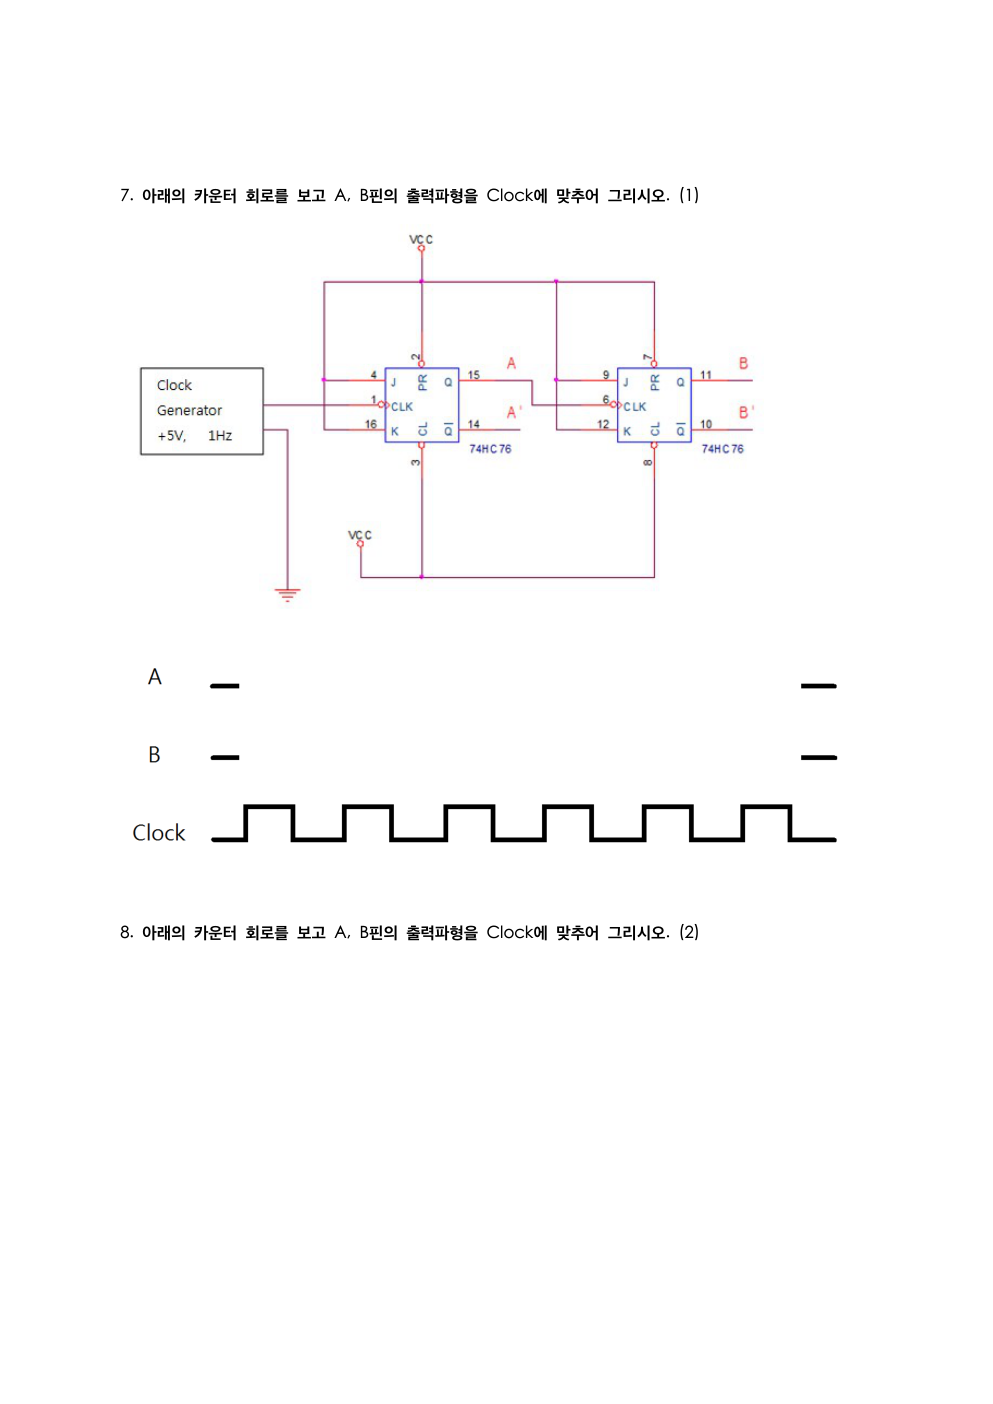 7. 아래의 카운터 회로를 보고 A, B핀의 출력파형을 Clock에 맞추어 그리시오. (1)
VCC
2
7
A
B
4
J
PR
Q
15
9
J
PR
Q
11
Clock
Generator
+5V, 1Hz
1
CLK
A'
6
CLK
B'
16
K
CL
Q
14
12
K
CL
Q
10
3
74HC76
8
74HC76
VCC
A
B
Clock
8. 아래의 카운터 회로를 보고 A, B핀의 출력파형을 Clock에 맞추어 그리시오. (2)